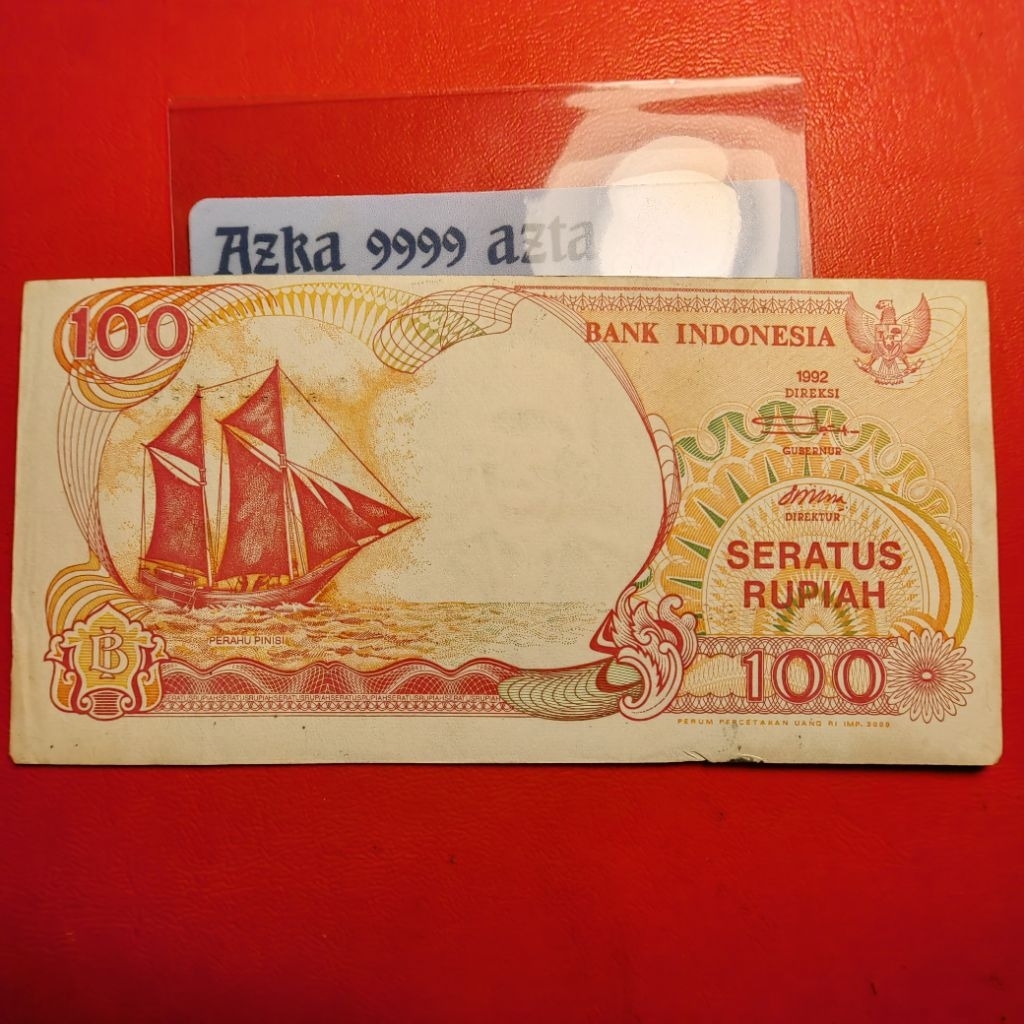 Azka 9999 azta
100
BANK INDONESIA
1992
DIREKSI
GUBERNUR
DIREKTUR
SERATUS
RUPIAH
PERAHU PINISI
100
PERUM PERCETAKAN UANG RI IMP.